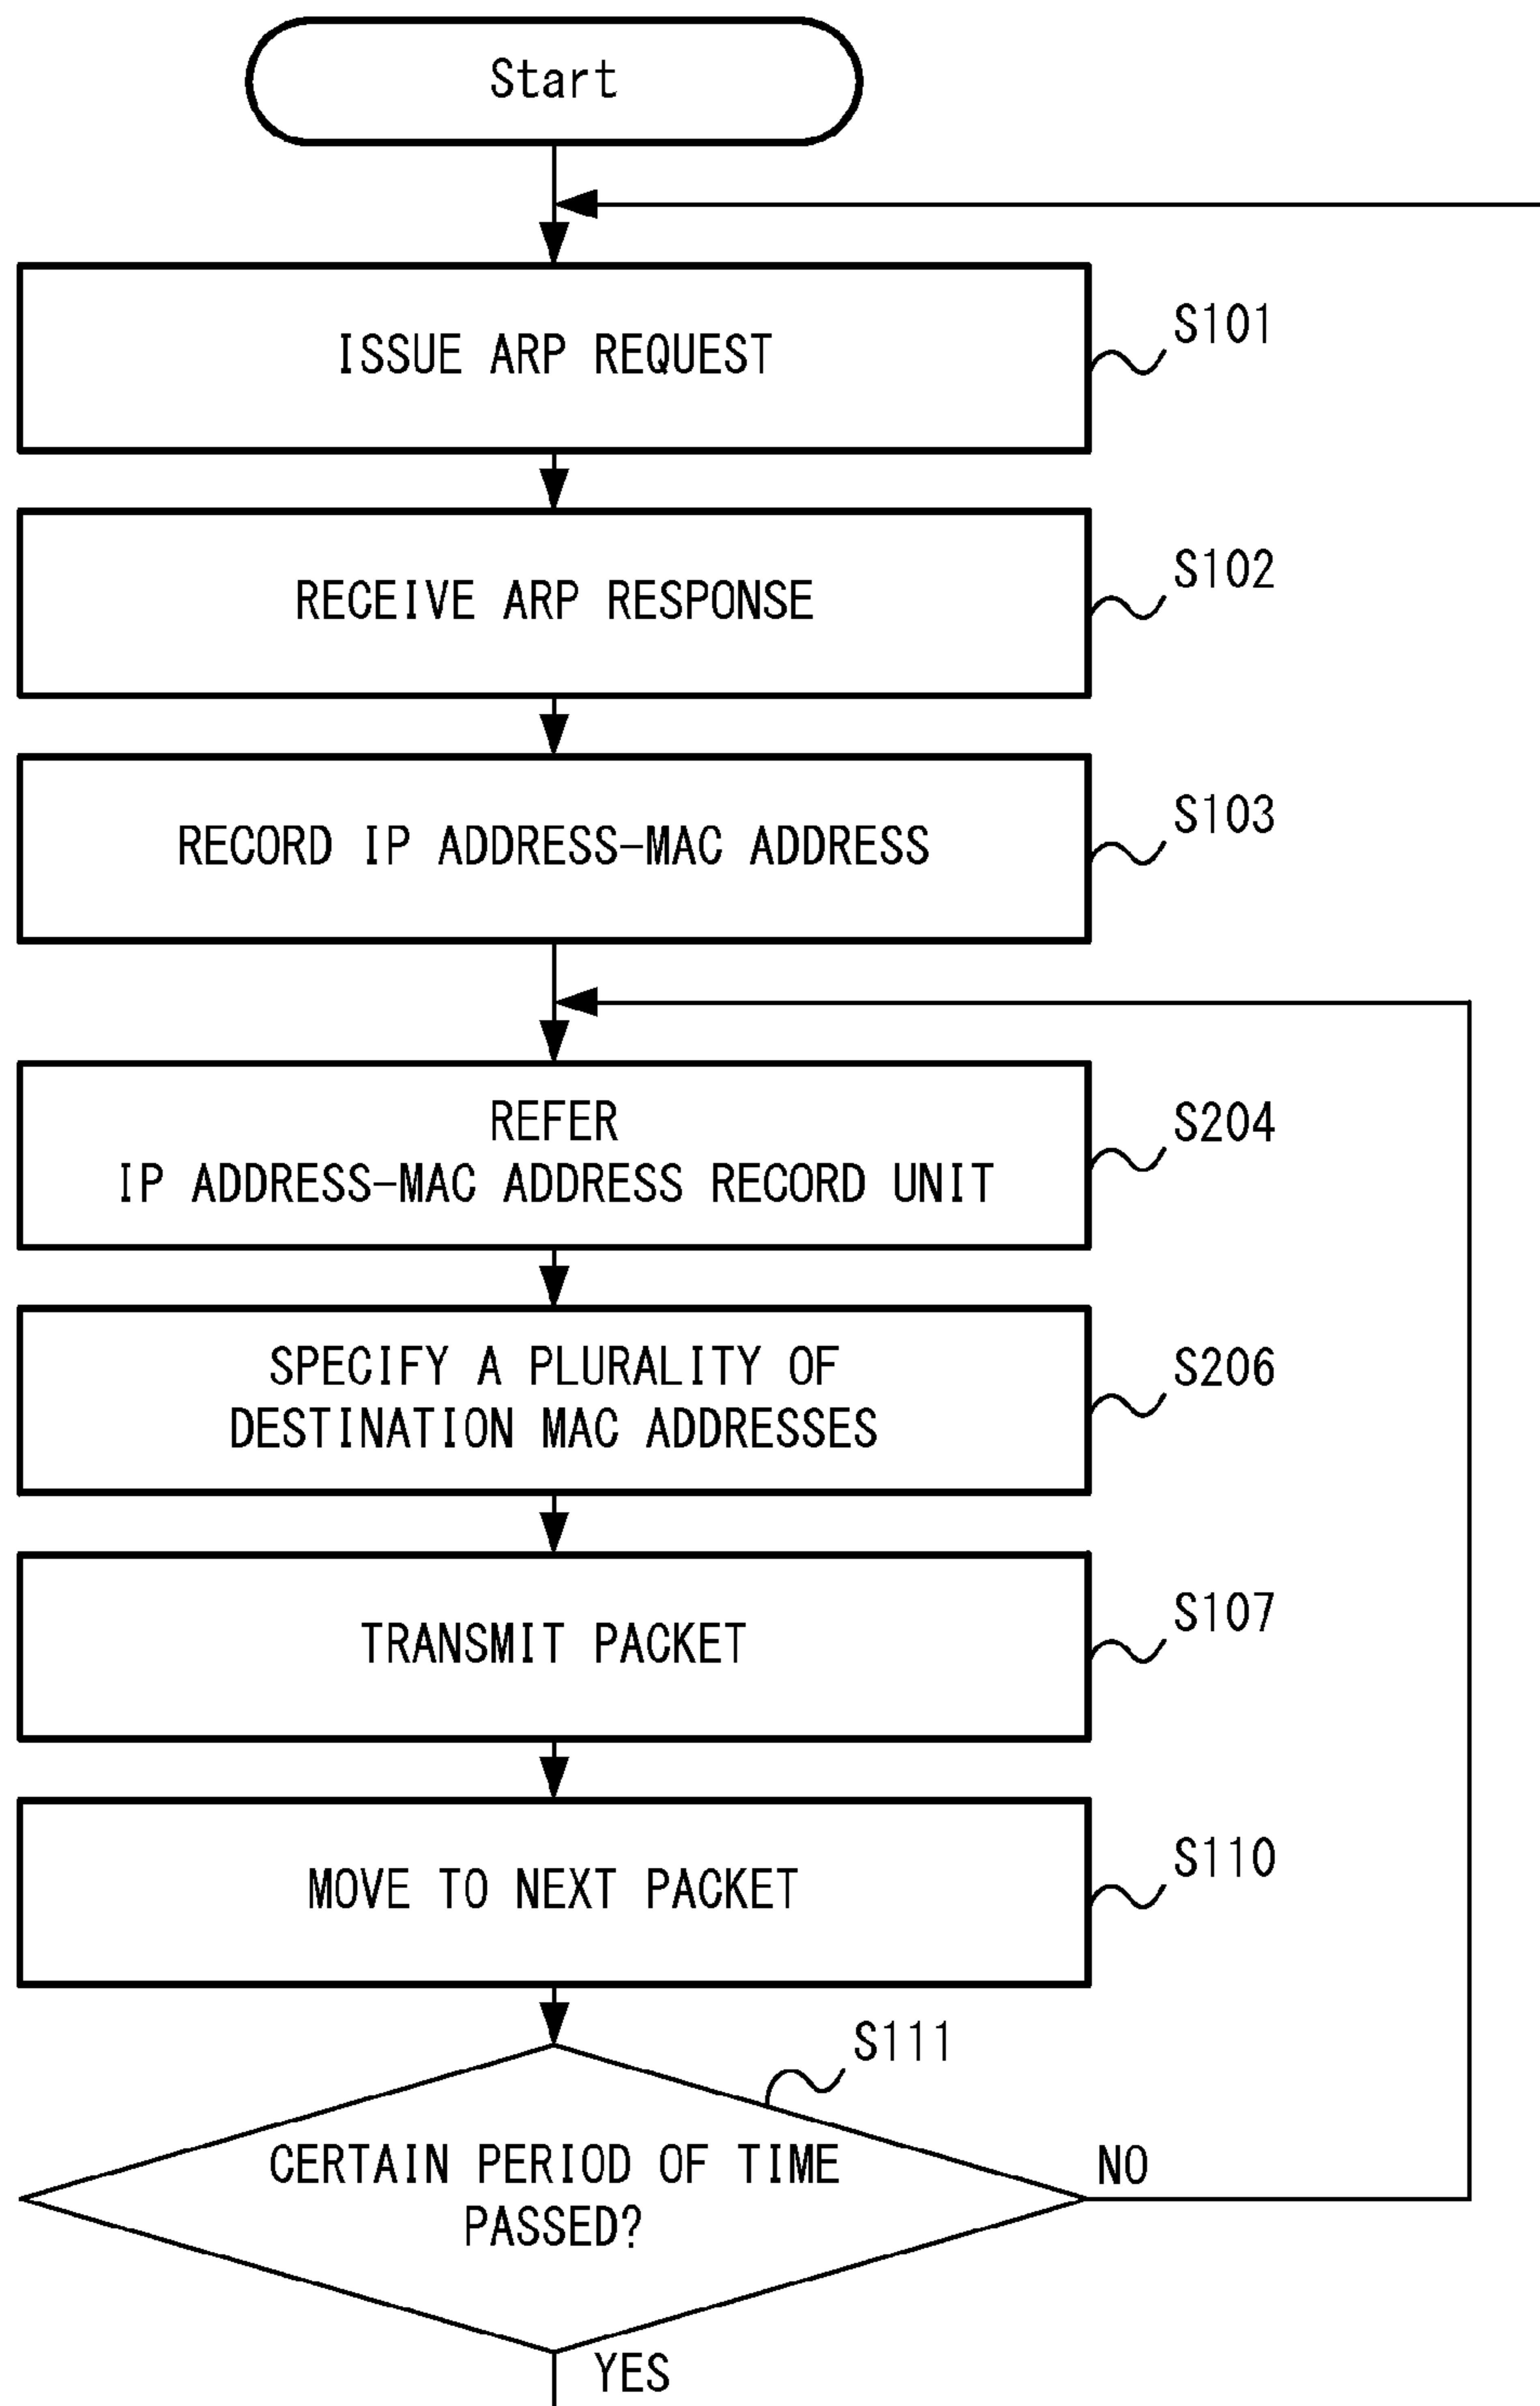 Start
ISSUE ARP REQUEST
S101
RECEIVE ARP RESPONSE
S102
RECORD IP ADDRESS-MAC ADDRESS
S103
REFER
IP ADDRESS-MAC ADDRESS RECORD UNIT
S204
SPECIFY A PLURALITY OF
DESTINATION MAC ADDRESSES
S206
TRANSMIT PACKET
S107
MOVE TO NEXT PACKET
S110
S111
CERTAIN PERIOD OF TIME
PASSED?
NO
YES